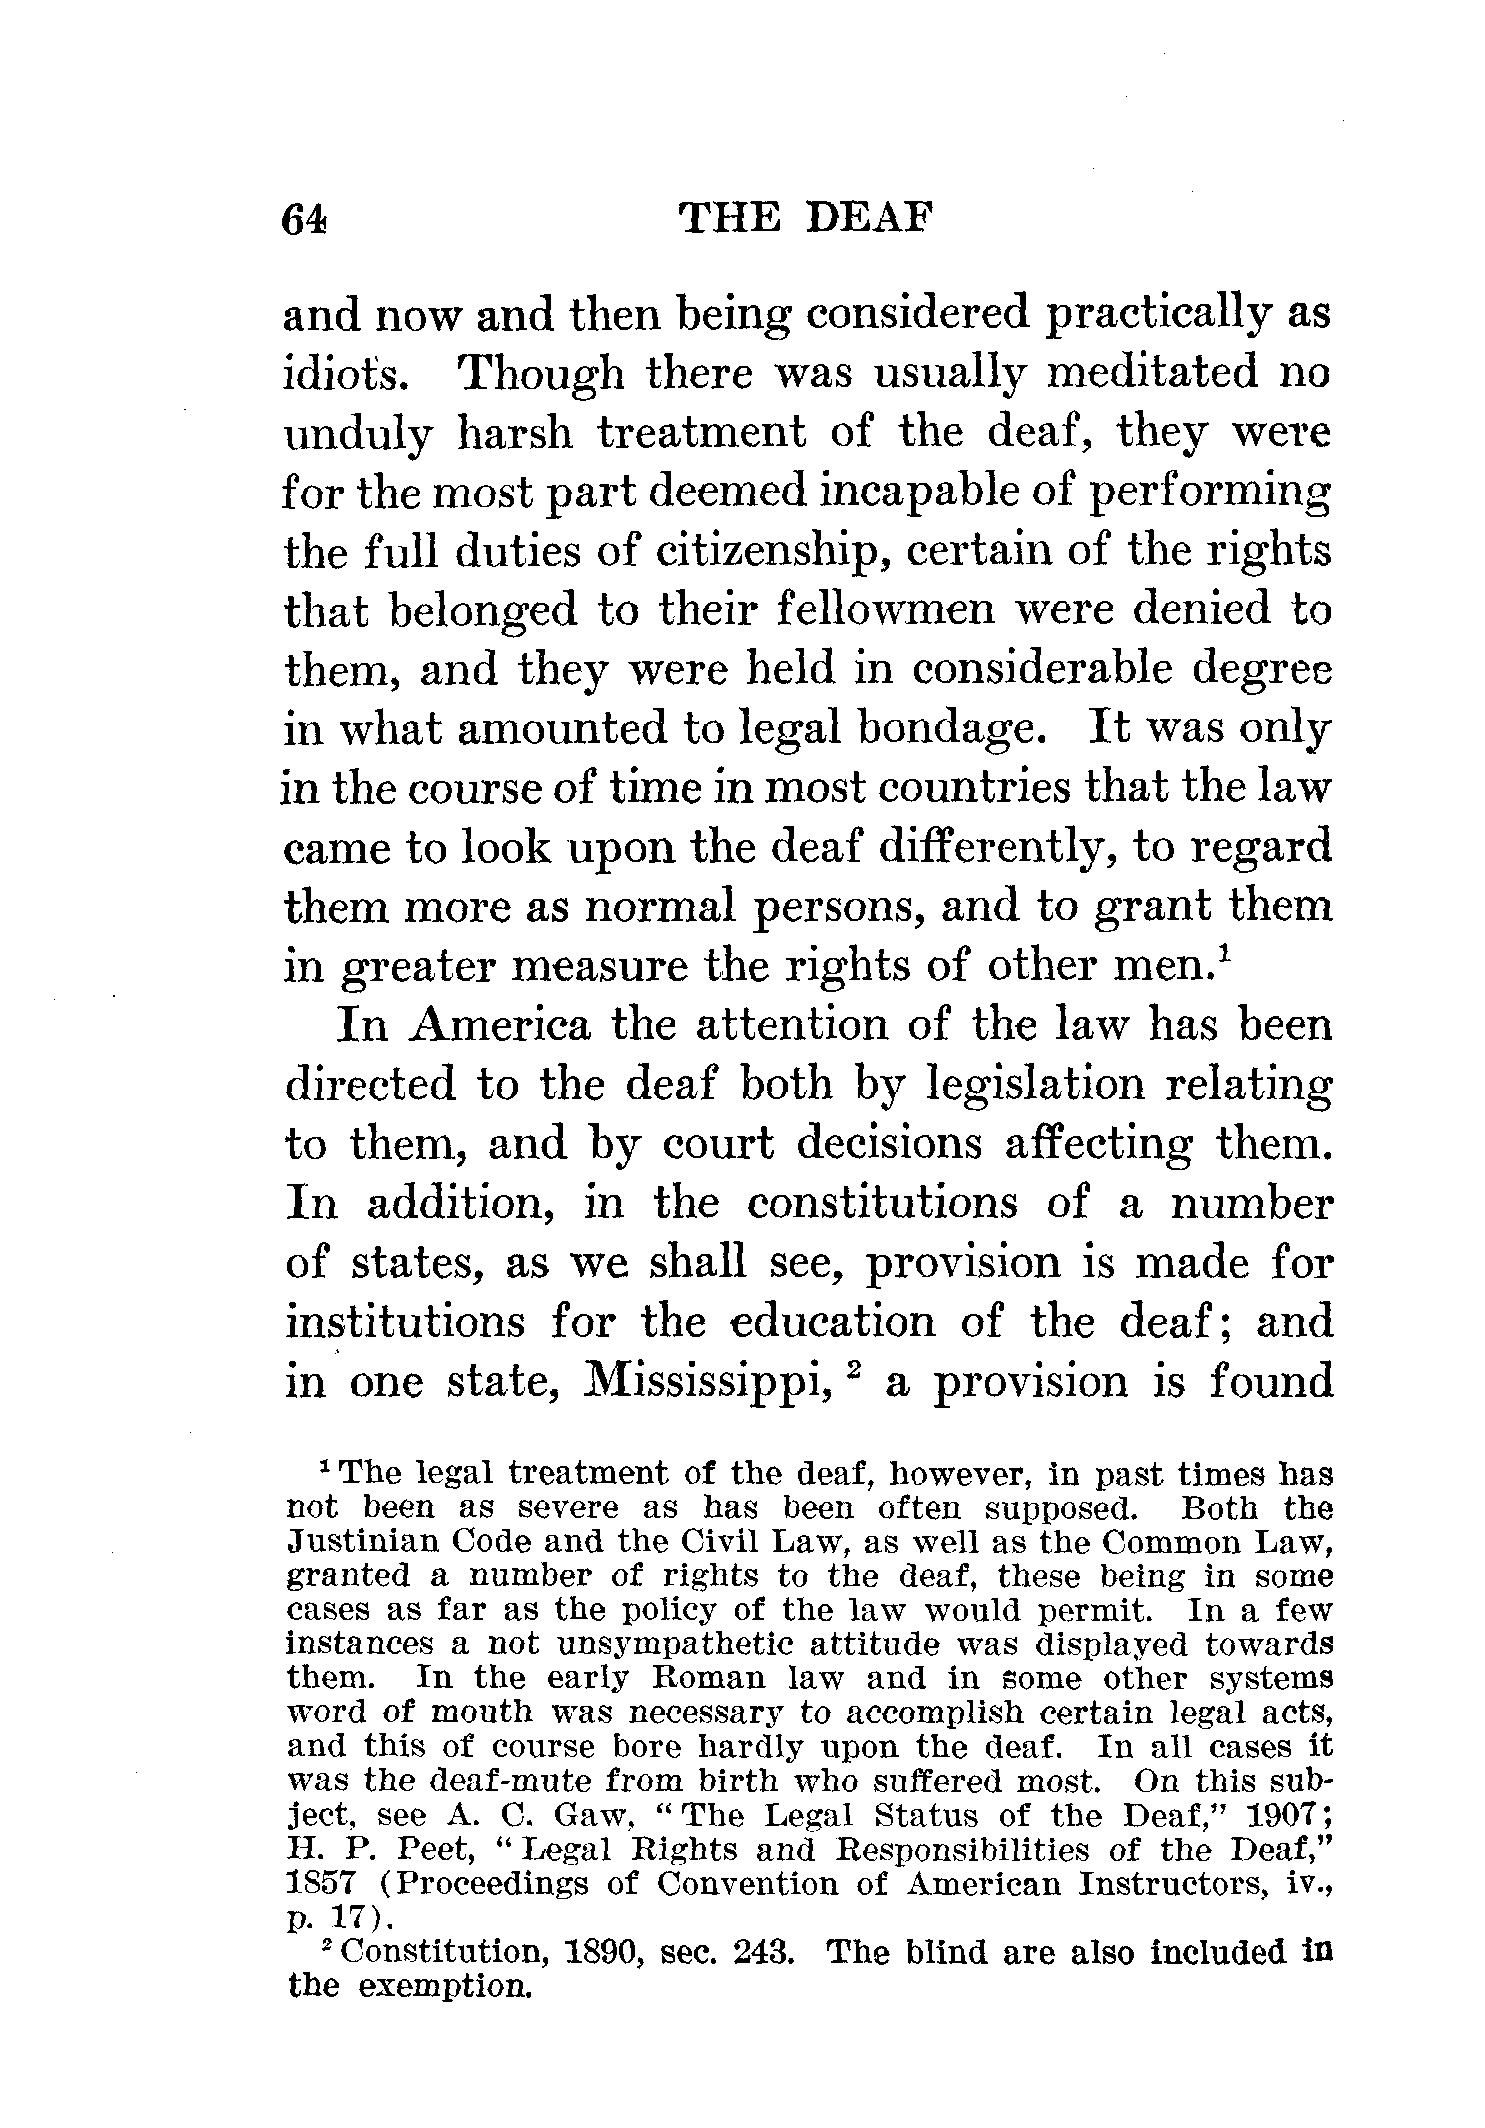 64 THE DEAF
and now and then being considered practically as
idiots. Though there was usually meditated no
unduly harsh treatment of the deaf, they were
for the most part deemed incapable of performing
the full duties of citizenship, certain of the rights
that belonged to their fellowmen were denied to
them, and they were held in considerable degree
in what amounted to legal bondage. It was only
in the course of time in most countries that the law
came to look upon the deaf differently, to regard
them more as normal persons, and to grant them
in greater measure the rights of other men.¹
In America the attention of the law has been
directed to the deaf both by legislation relating
to them, and by court decisions affecting them.
In addition, in the constitutions of a number
of states, as we shall see, provision is made for
institutions for the education of the deaf; and
in one state, Mississippi, ² a provision is found
¹ The legal treatment of the deaf, however, in past times has
not been as severe as has been often supposed. Both the
Justinian Code and the Civil Law, as well as the Common Law,
granted a number of rights to the deaf, these being in some
cases as far as the policy of the law would permit. In a few
instances a not unsympathetic attitude was displayed towards
them. In the early Roman law and in some other systems
word of mouth was necessary to accomplish certain legal acts,
and this of course bore hardly upon the deaf. In all cases it
was the deaf-mute from birth who suffered most. On this sub-
ject, see A. C. Gaw, "The Legal Status of the Deaf," 1907;
H. P. Peet, "Legal Rights and Responsibilities of the Deaf,"
1857 (Proceedings of Convention of American Instructors, iv.,
p. 17).
² Constitution, 1890, sec. 243. The blind are also included in
the exemption.